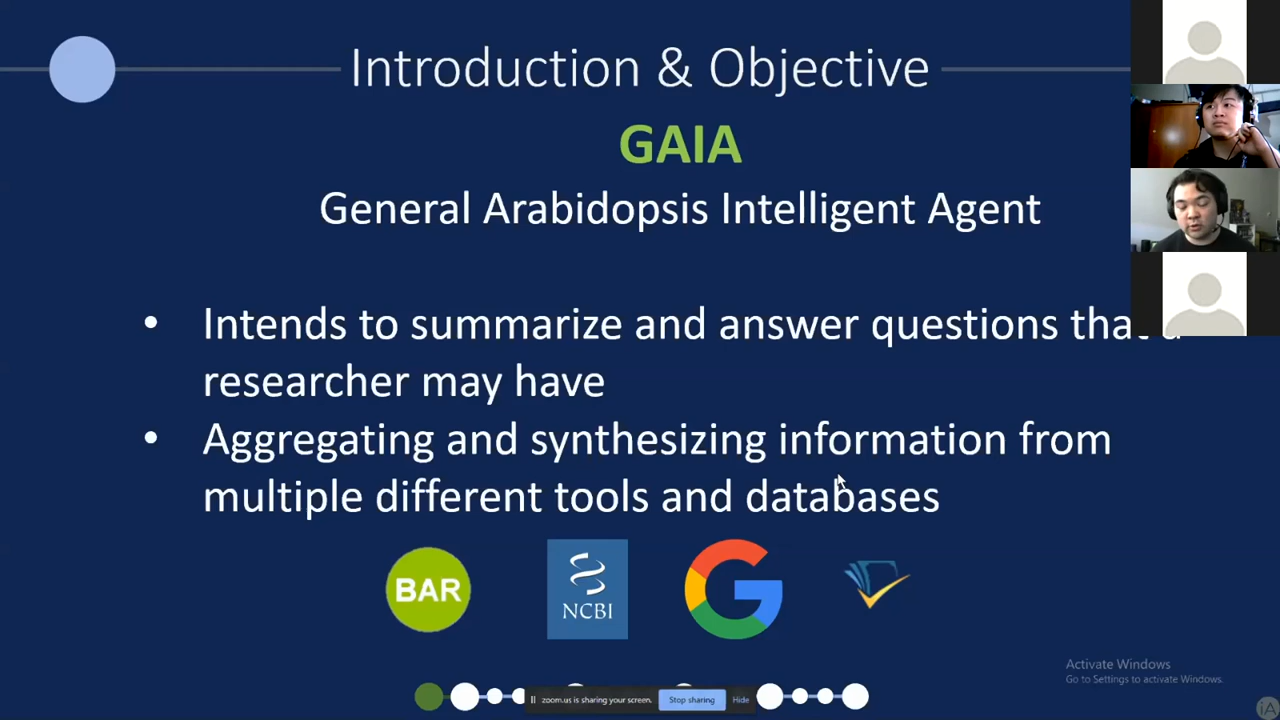 Introduction & Objective
GAIA
General Arabidopsis Intelligent Agent
• Intends to summarize and answer questions that a
researcher may have
• Aggregating and synthesizing information from
multiple different tools and databases
BAR
NCBI
G
Activate Windows
Go to Settings to activate Windows.
zoom.us is sharing your screen.
Stop sharing
Hide
iA